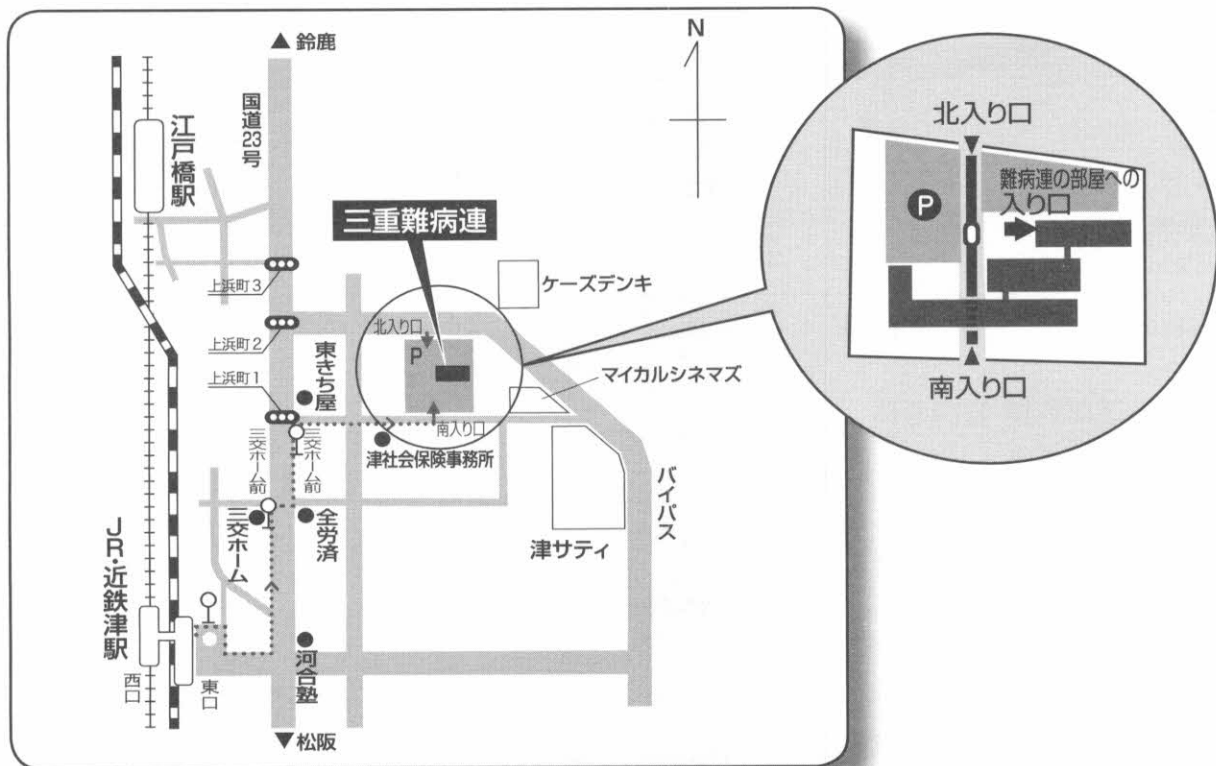 ▲ 鈴鹿
国道23号
江戸橋駅
N
三重難病連
上浜町3
上浜町2
上浜町1
東きち屋
北入り口
P
南入り口
ケーズデンキ
マイカルシネマズ
津社会保険事務所
三交ホーム前
三交ホーム前
三交ホーム
全労済
津サティ
バイパス
JR・近鉄津駅
西口
東口
河合塾
▼松阪
北入り口
難病連の部屋への
入り口
P
南入り口